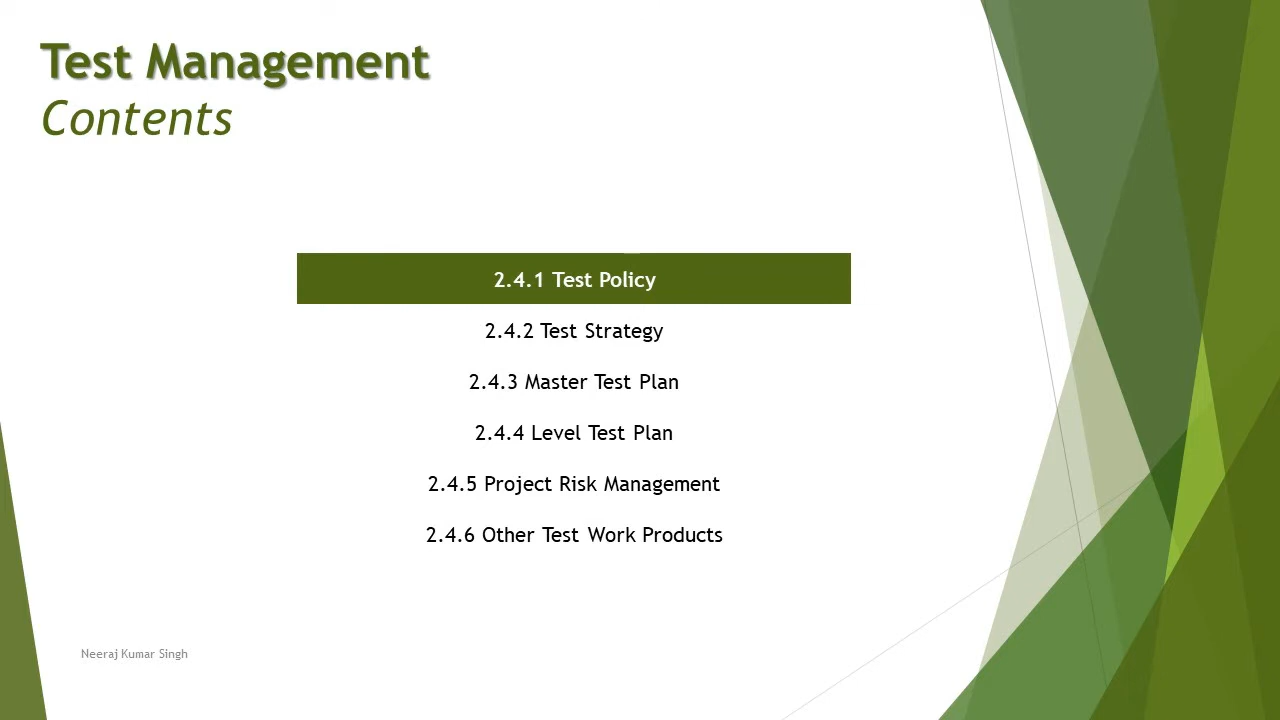 Test Management
Contents
2.4.1 Test Policy
2.4.2 Test Strategy
2.4.3 Master Test Plan
2.4.4 Level Test Plan
2.4.5 Project Risk Management
2.4.6 Other Test Work Products
Neeraj Kumar Singh